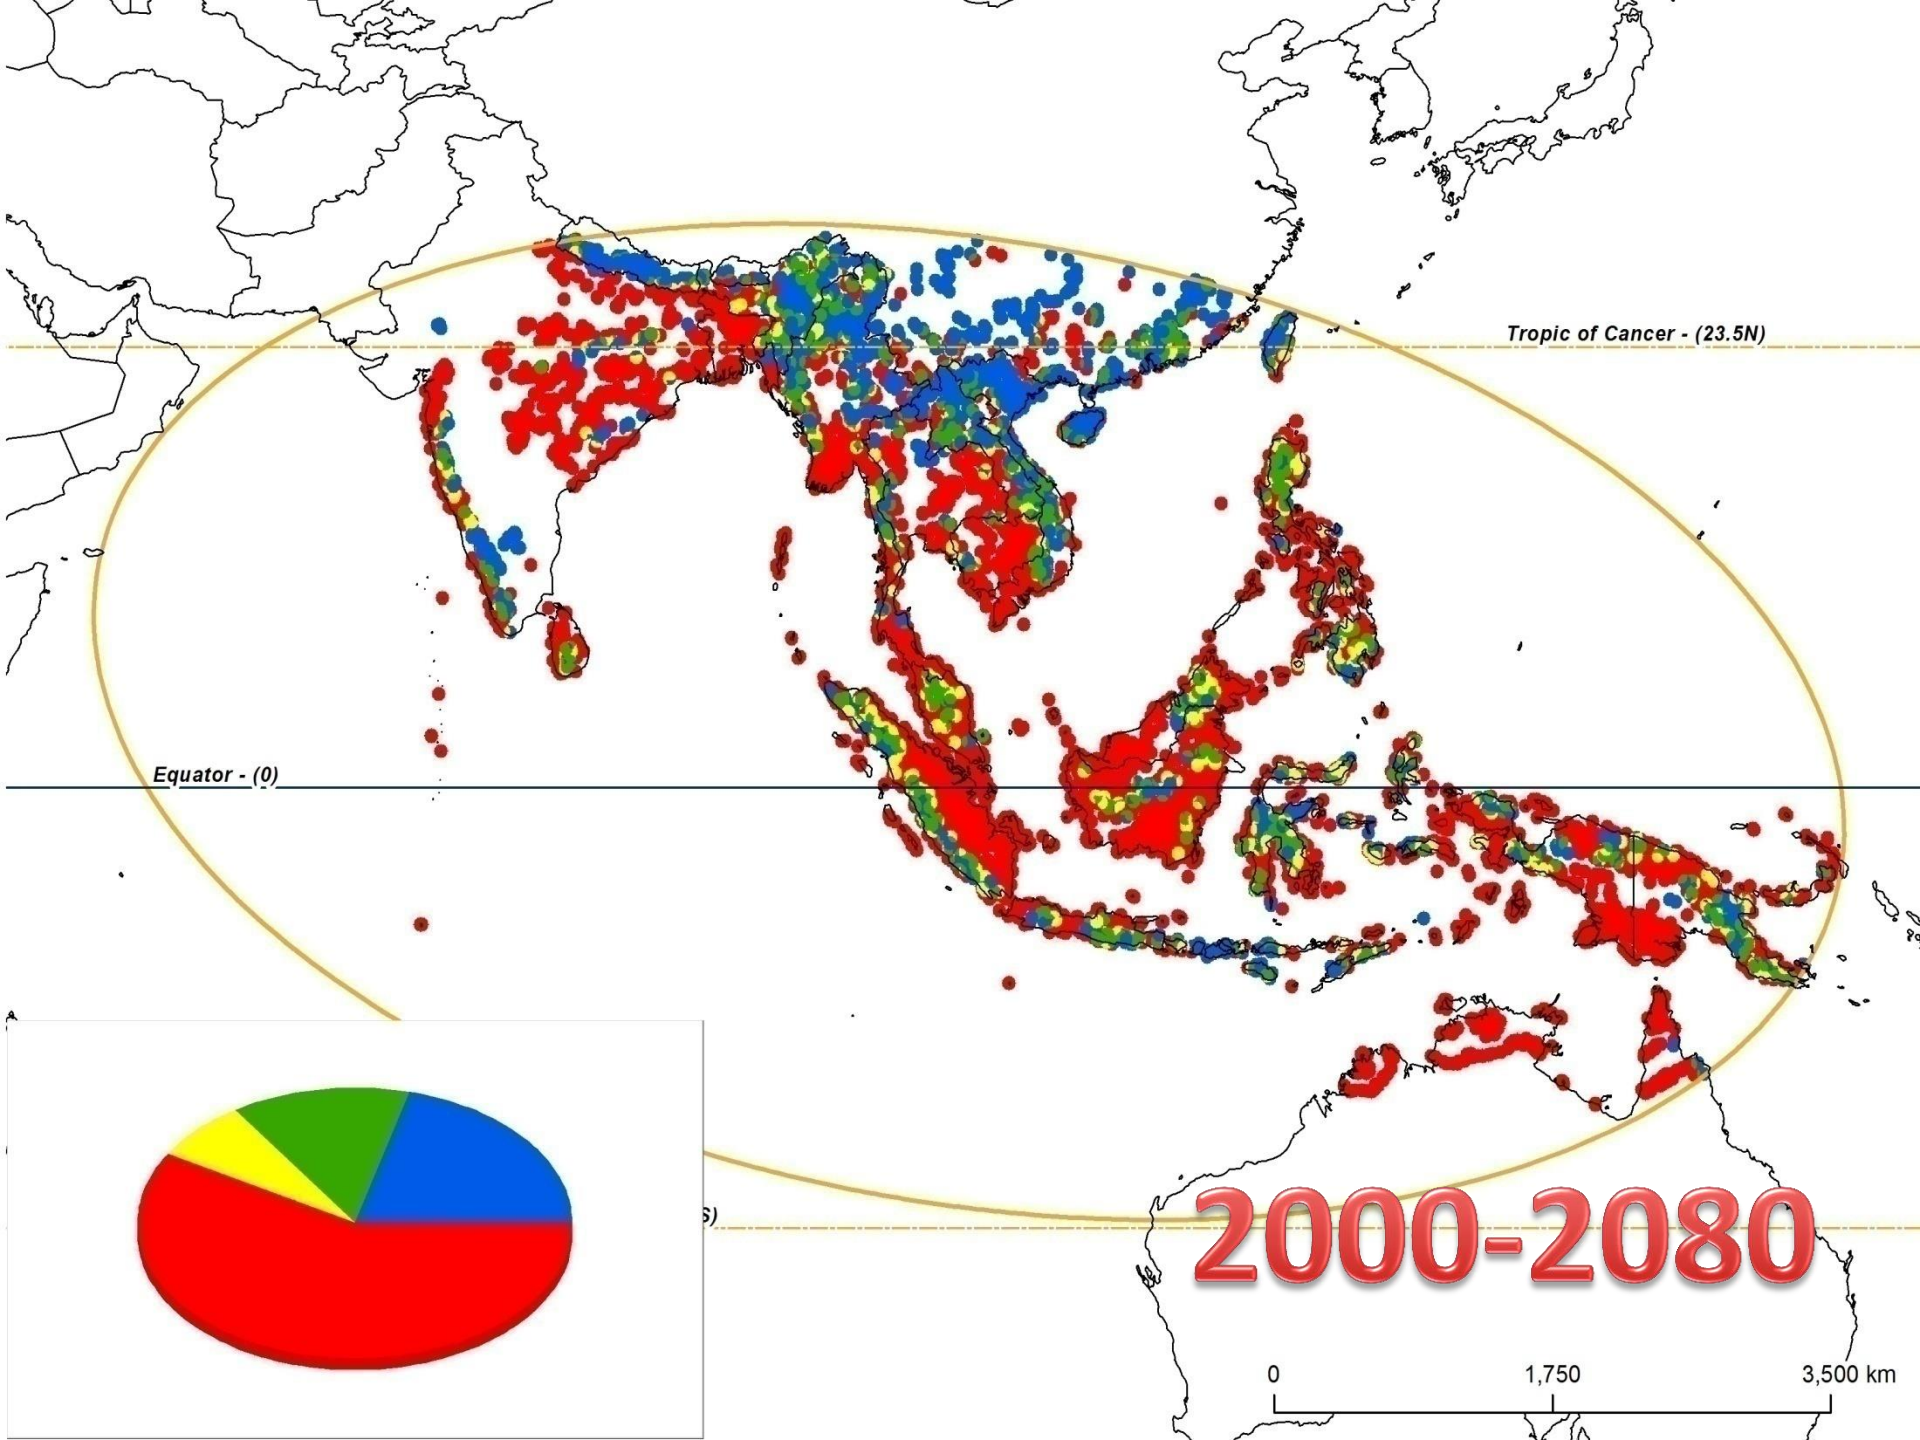 Tropic of Cancer - (23.5N)
Equator - (0)
S)
2000-2080
0 1,750 3,500 km